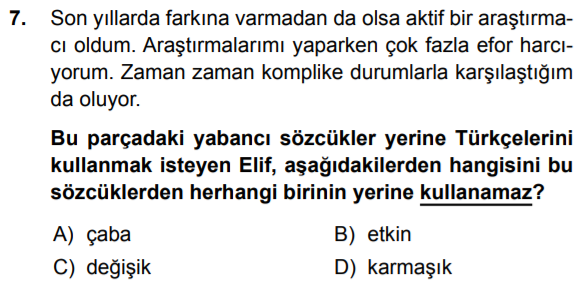 7. Son yıllarda farkına varmadan da olsa aktif bir araştırma-
cı oldum. Araştırmalarımı yaparken çok fazla efor harcı-
yorum. Zaman zaman komplike durumlarla karşılaştığım
da oluyor.
Bu parçadaki yabancı sözcükler yerine Türkçelerini
kullanmak isteyen Elif, aşağıdakilerden hangisini bu
sözcüklerden herhangi birinin yerine kullanamaz?
A) çaba B) etkin
C) değişik D) karmaşık